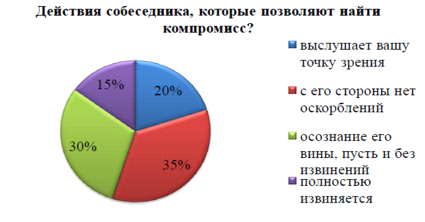 Действия собеседника, которые позволяют найти
компромисс?
15%
20%
30%
35%
выслушает вашу
точку зрения
с его стороны нет
оскорблений
осознание его
вины, пусть и без
извинений
полностью
извиняется